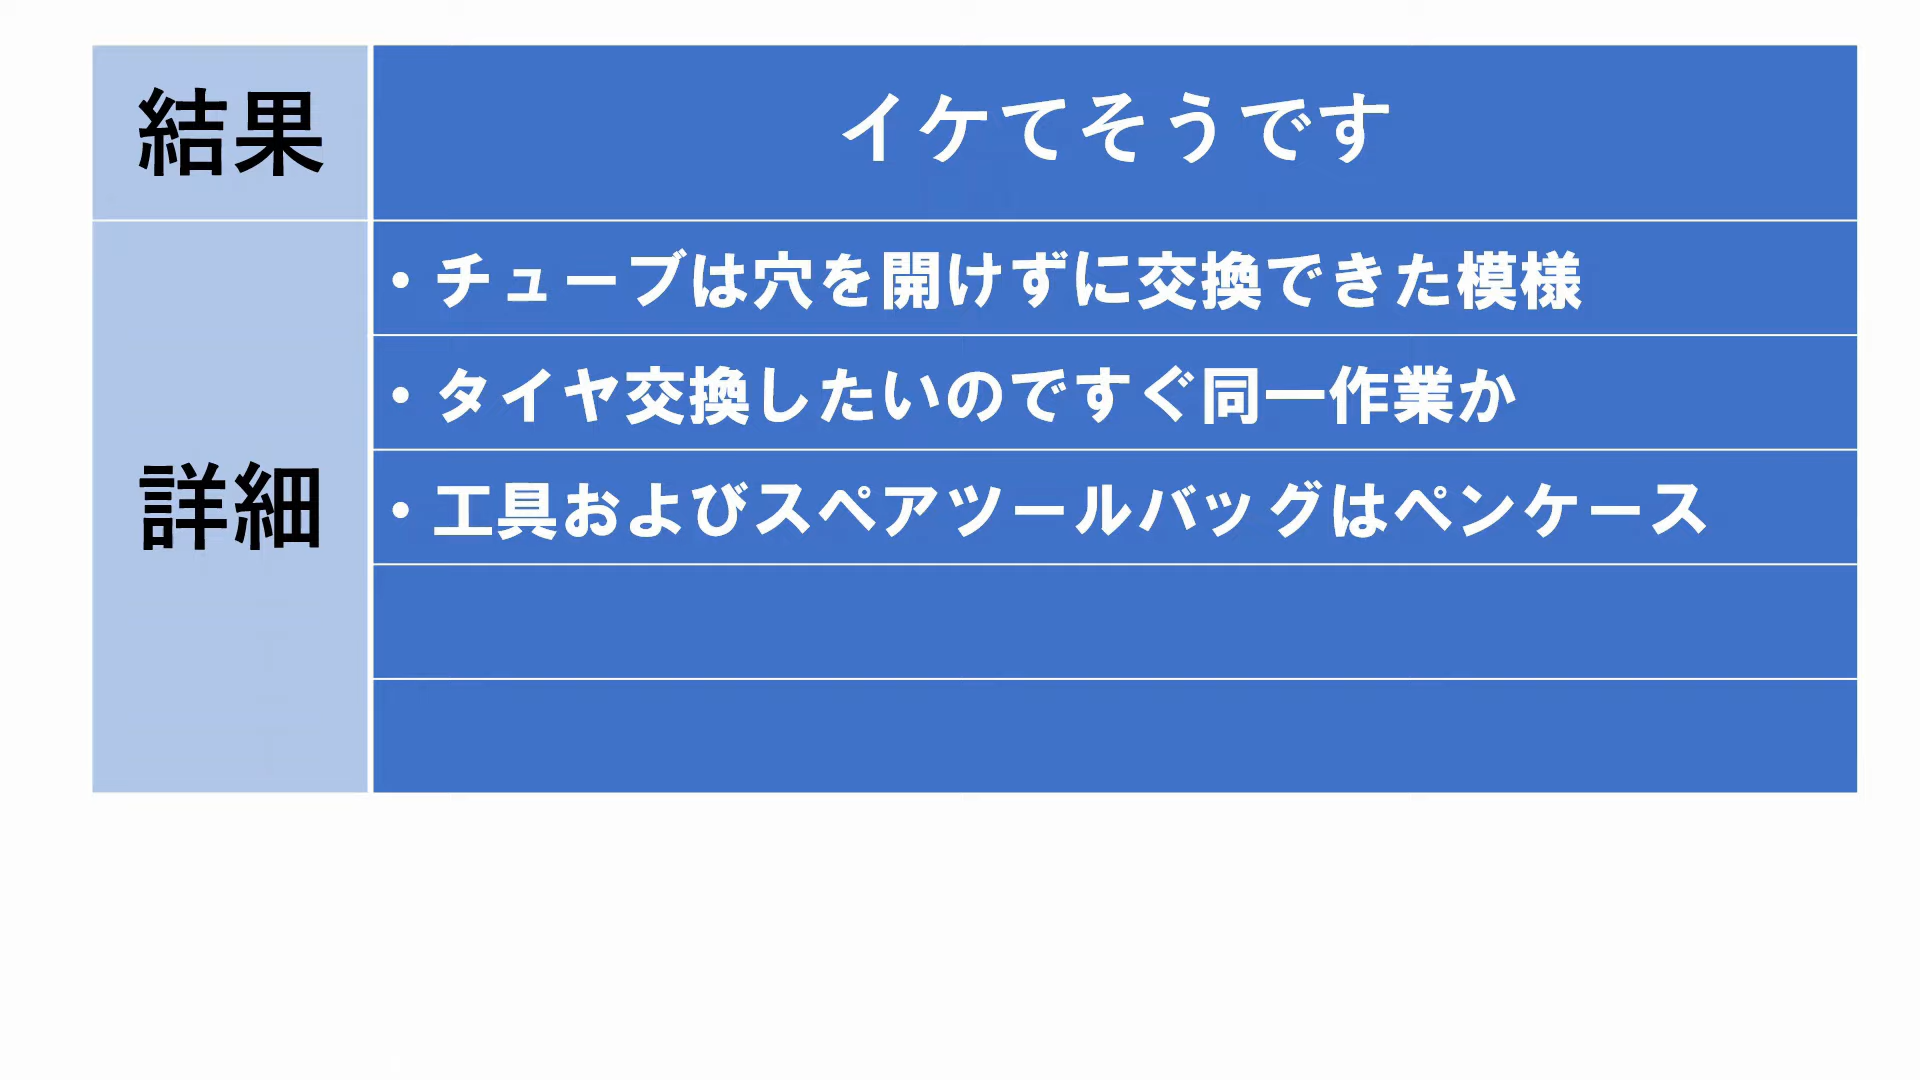 結果
イケてそうです
詳細
・チューブは穴を開けずに交換できた模様
・タイヤ交換したいのですぐ同一作業か
・工具およびスペアツールバッグはペンケース